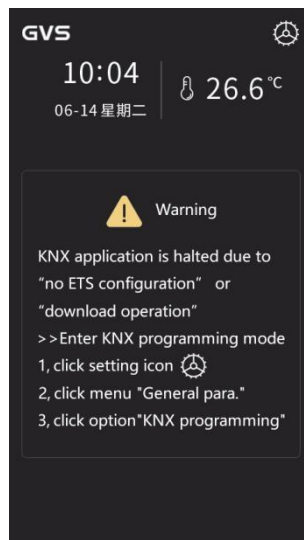 GVS
10:04
06-14 星期二
26.6°C
Warning
KNX application is halted due to
"no ETS configuration" or
"download operation"
>>Enter KNX programming mode
1, click setting icon
2, click menu "General para."
3, click option"KNX programming"